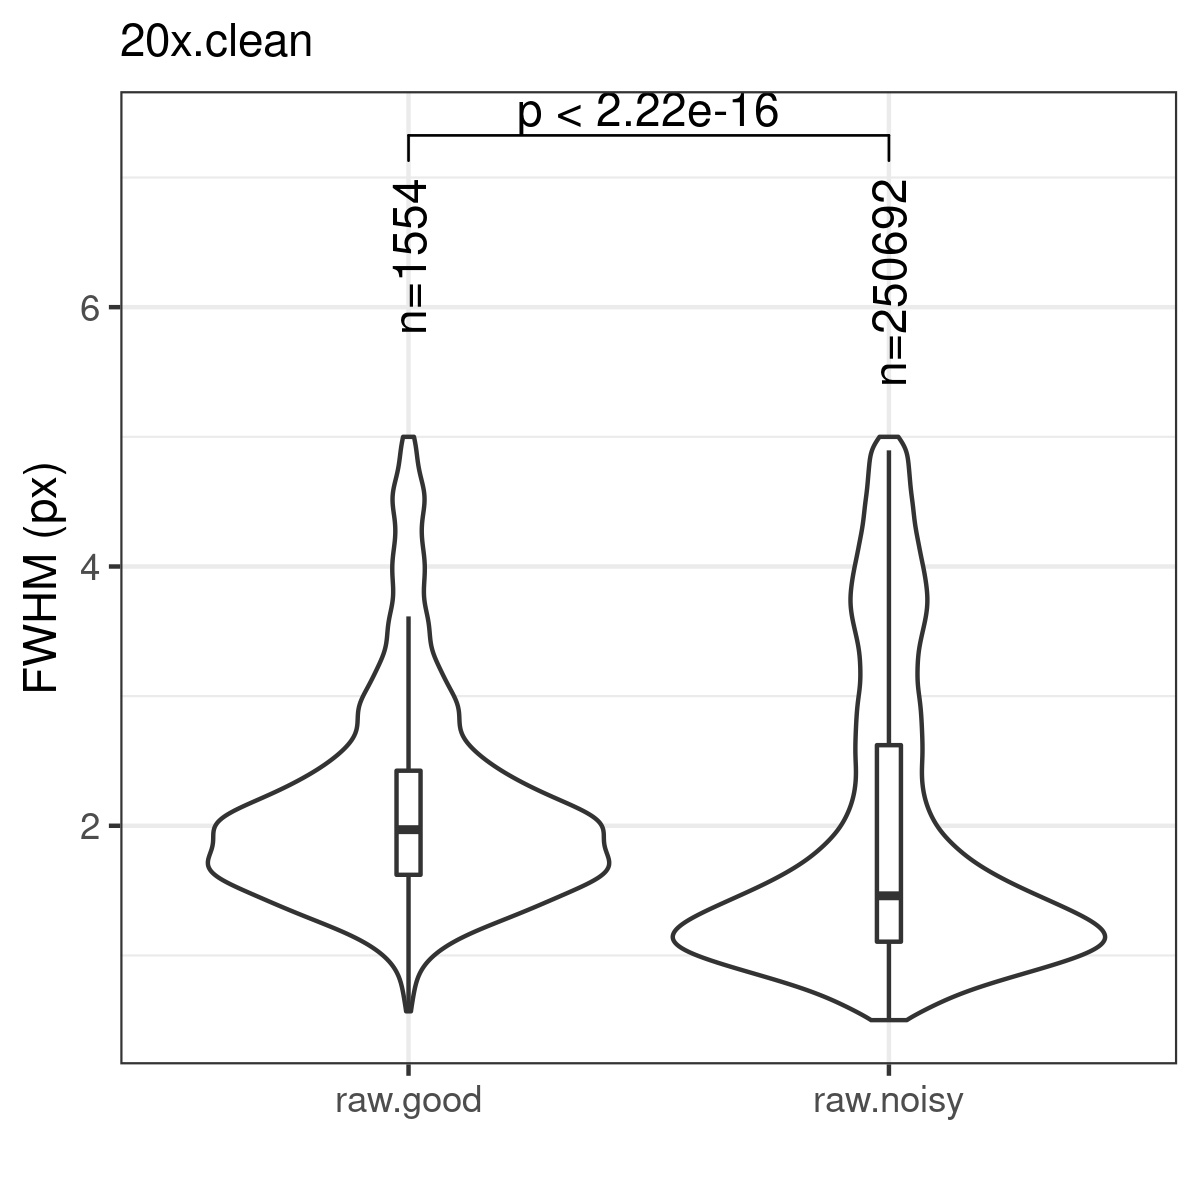 20x.clean
p < 2.22e-16
n=1554
n=250692
6
4
2
FWHM (px)
raw.good
raw.noisy